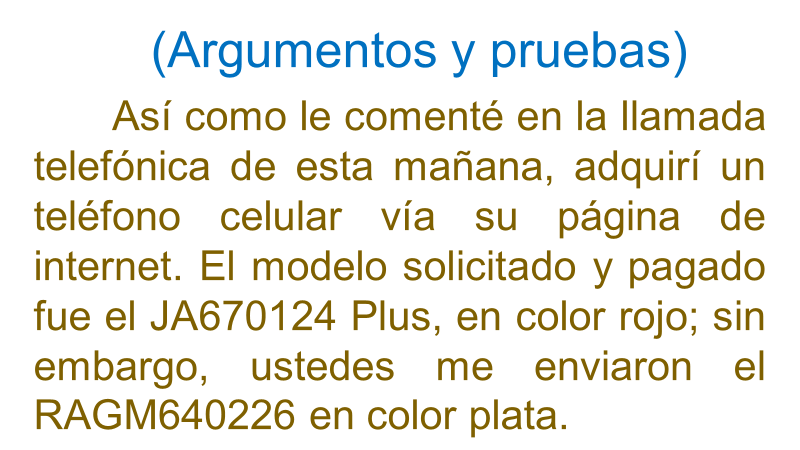 (Argumentos y pruebas)
Así como le comenté en la llamada
telefónica de esta mañana, adquirí un
teléfono celular vía su página de
internet. El modelo solicitado y pagado
fue el JA670124 Plus, en color rojo; sin
embargo, ustedes me enviaron el
RAGM640226 en color plata.